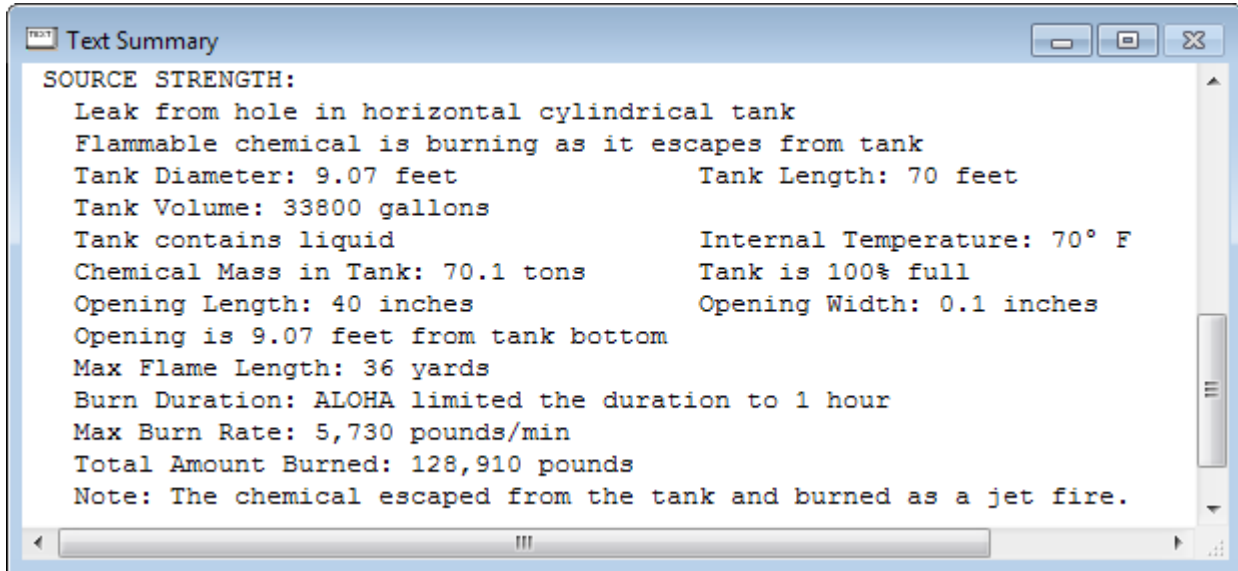 Text Summary
SOURCE STRENGTH:
Leak from hole in horizontal cylindrical tank
Flammable chemical is burning as it escapes from tank
Tank Diameter: 9.07 feet Tank Length: 70 feet
Tank Volume: 33800 gallons
Tank contains liquid Internal Temperature: 70° F
Chemical Mass in Tank: 70.1 tons Tank is 100% full
Opening Length: 40 inches Opening Width: 0.1 inches
Opening is 9.07 feet from tank bottom
Max Flame Length: 36 yards
Burn Duration: ALOHA limited the duration to 1 hour
Max Burn Rate: 5,730 pounds/min
Total Amount Burned: 128,910 pounds
Note: The chemical escaped from the tank and burned as a jet fire.